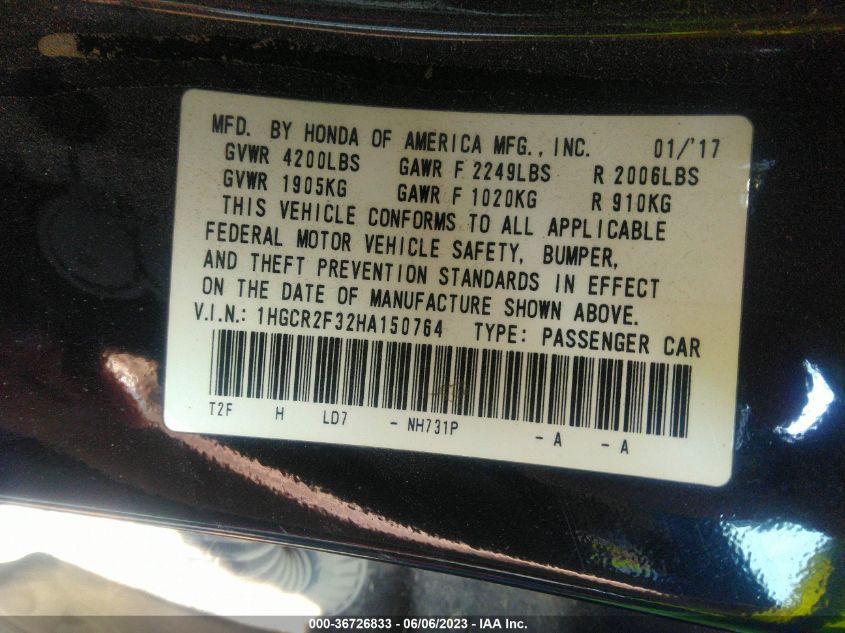 MFD. BY HONDA OF AMERICA MFG., INC. 01/'17
GVWR 4200LBS GAWR F 2249LBS R 2006LBS
GVWR 1905KG GAWR F 1020KG R 910KG
THIS VEHICLE CONFORMS TO ALL APPLICABLE
FEDERAL MOTOR VEHICLE SAFETY, BUMPER,
AND THEFT PREVENTION STANDARDS IN EFFECT
ON THE DATE OF MANUFACTURE SHOWN ABOVE.
V.I.N.: 1HGCR2F32HA150764 TYPE: PASSENGER CAR
T2F H LD7 - NH731P - A - A
000-36726833 - 06/06/2023 - IAA Inc.